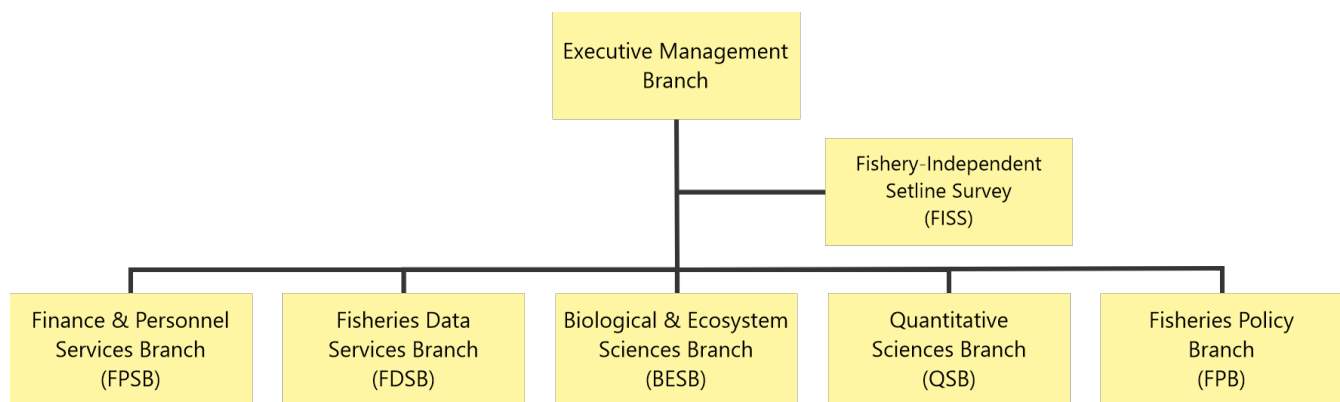 Executive Management
Branch
Fishery-Independent
Setline Survey
(FISS)
Finance & Personnel
Services Branch
(FPSB)
Fisheries Data
Services Branch
(FDSB)
Biological & Ecosystem
Sciences Branch
(BESB)
Quantitative
Sciences Branch
(QSB)
Fisheries Policy
Branch
(FPB)